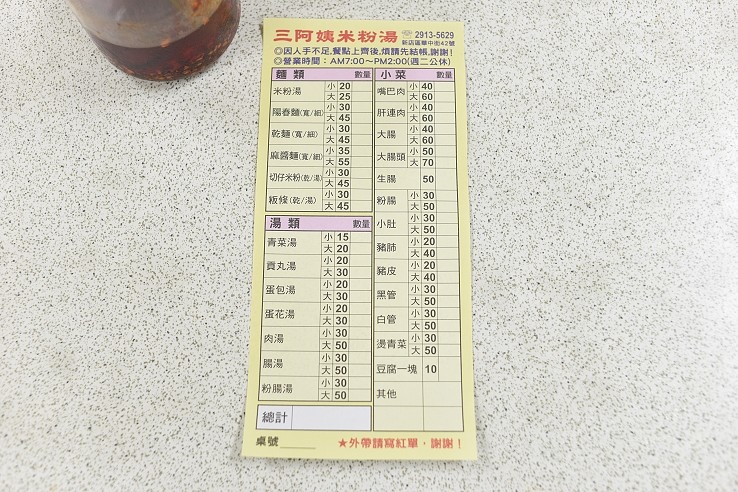 三阿姨米粉湯 ☎2913-5629
新店區華中街42號
◎因人手不足,餐點上齊後,煩請先結帳,謝謝!
◎營業時間：AM7:00～PM2:00(週二公休)
麵類 數量
米粉湯 小 20
大 25
陽春麵(寬/細) 小 30
大 45
乾麵(寬/細) 小 30
大 45
麻醬麵(寬/細) 小 35
大 55
切仔米粉(乾/湯) 小 30
大 45
粄條(乾/湯) 小 30
大 45
湯類 數量
青菜湯 小 15
大 20
貢丸湯 小 20
大 30
蛋包湯 小 20
大 30
蛋花湯 小 20
大 30
肉湯 小 30
大 50
腸湯 小 30
大 50
粉腸湯 小 30
大 50
總計
小菜 數量
嘴巴肉 小 40
大 60
肝連肉 小 40
大 60
大腸 小 40
大 60
大腸頭 小 50
大 70
生腸 50
粉腸 小 30
大 50
小肚 小 30
大 50
豬肺 小 20
大 40
豬皮 小 20
大 40
黑管 小 30
大 50
白管 小 30
大 50
燙青菜 小 30
大 50
豆腐一塊 10
其他
桌號______ ★外帶請寫紅單，謝謝！